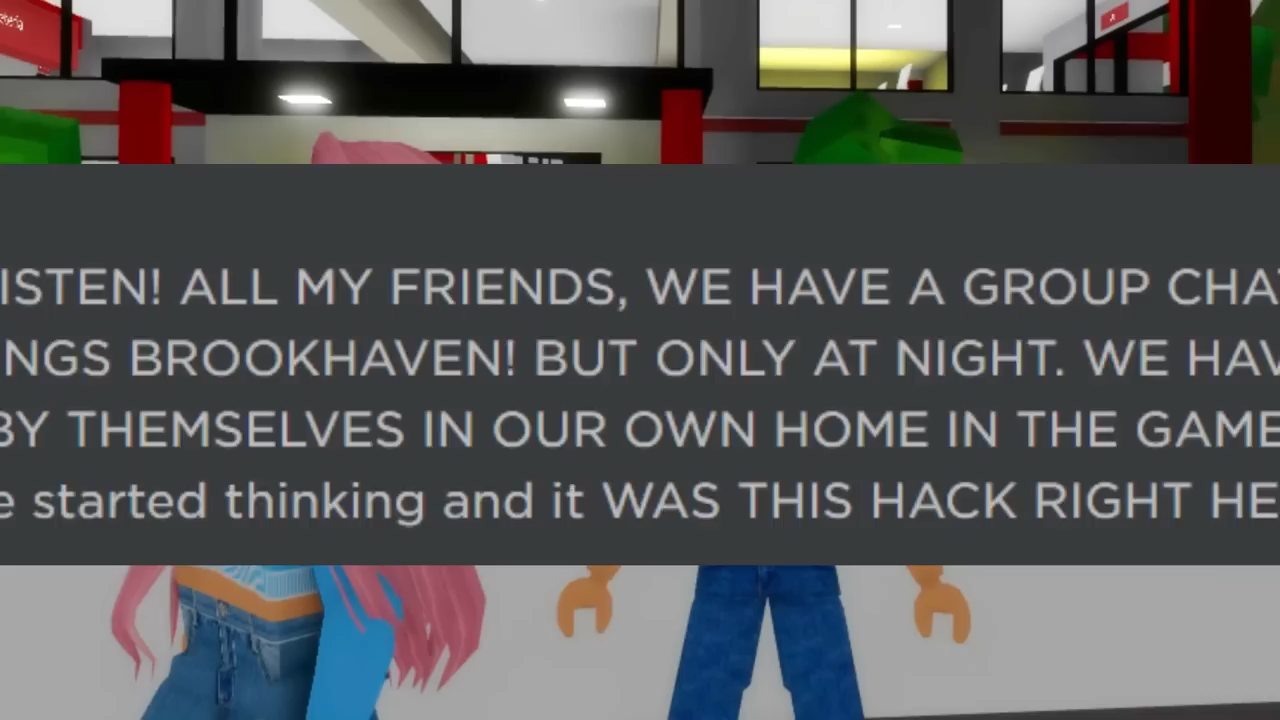 ISTEN! ALL MY FRIENDS, WE HAVE A GROUP CHA
NGS BROOKHAVEN! BUT ONLY AT NIGHT. WE HAV
BY THEMSELVES IN OUR OWN HOME IN THE GAME
e started thinking and it WAS THIS HACK RIGHT HE